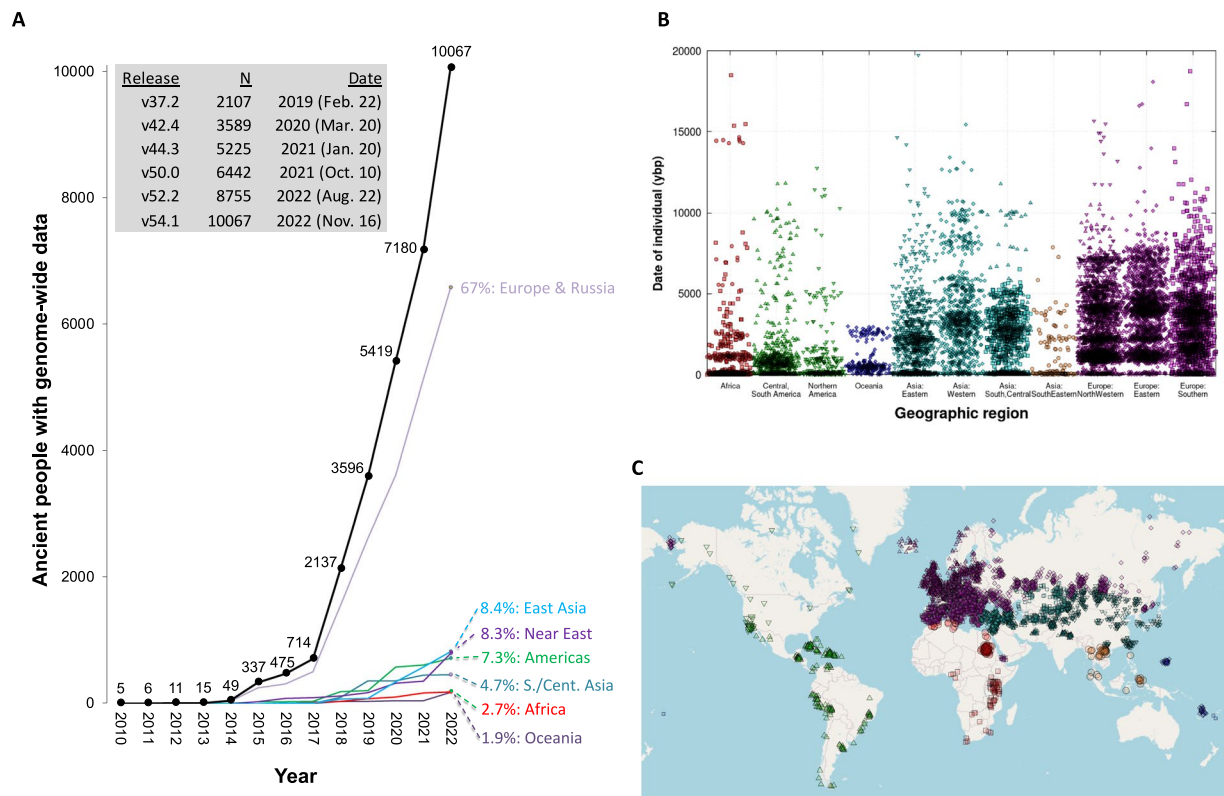 A
10067
10000
Release N Date
v37.2 2107 2019 (Feb. 22)
v42.4 3589 2020 (Mar. 20)
v44.3 5225 2021 (Jan. 20)
v50.0 6442 2021 (Oct. 10)
v52.2 8755 2022 (Aug. 22)
v54.1 10067 2022 (Nov. 16)
8000
7180
67%: Europe & Russia
6000
5419
4000
3596
2137
2000
714
475
337
49
15
11
6
5
0
8.4%: East Asia
8.3%: Near East
7.3%: Americas
4.7%: S./Cent. Asia
2.7%: Africa
1.9%: Oceania
2010
2011
2012
2013
2014
2015
2016
2017
2018
2019
2020
2021
2022
Year
Ancient people with genome-wide data
B
20000
15000
10000
5000
0
Date of individual (ybp)
Africa
Central,
South America
Northern
America
Oceania
Asia:
Eastern
Asia:
Western
Asia:
South,Central
Asia:
SouthEastern
Europe:
NorthWestern
Europe:
Eastern
Europe:
Southern
Geographic region
C